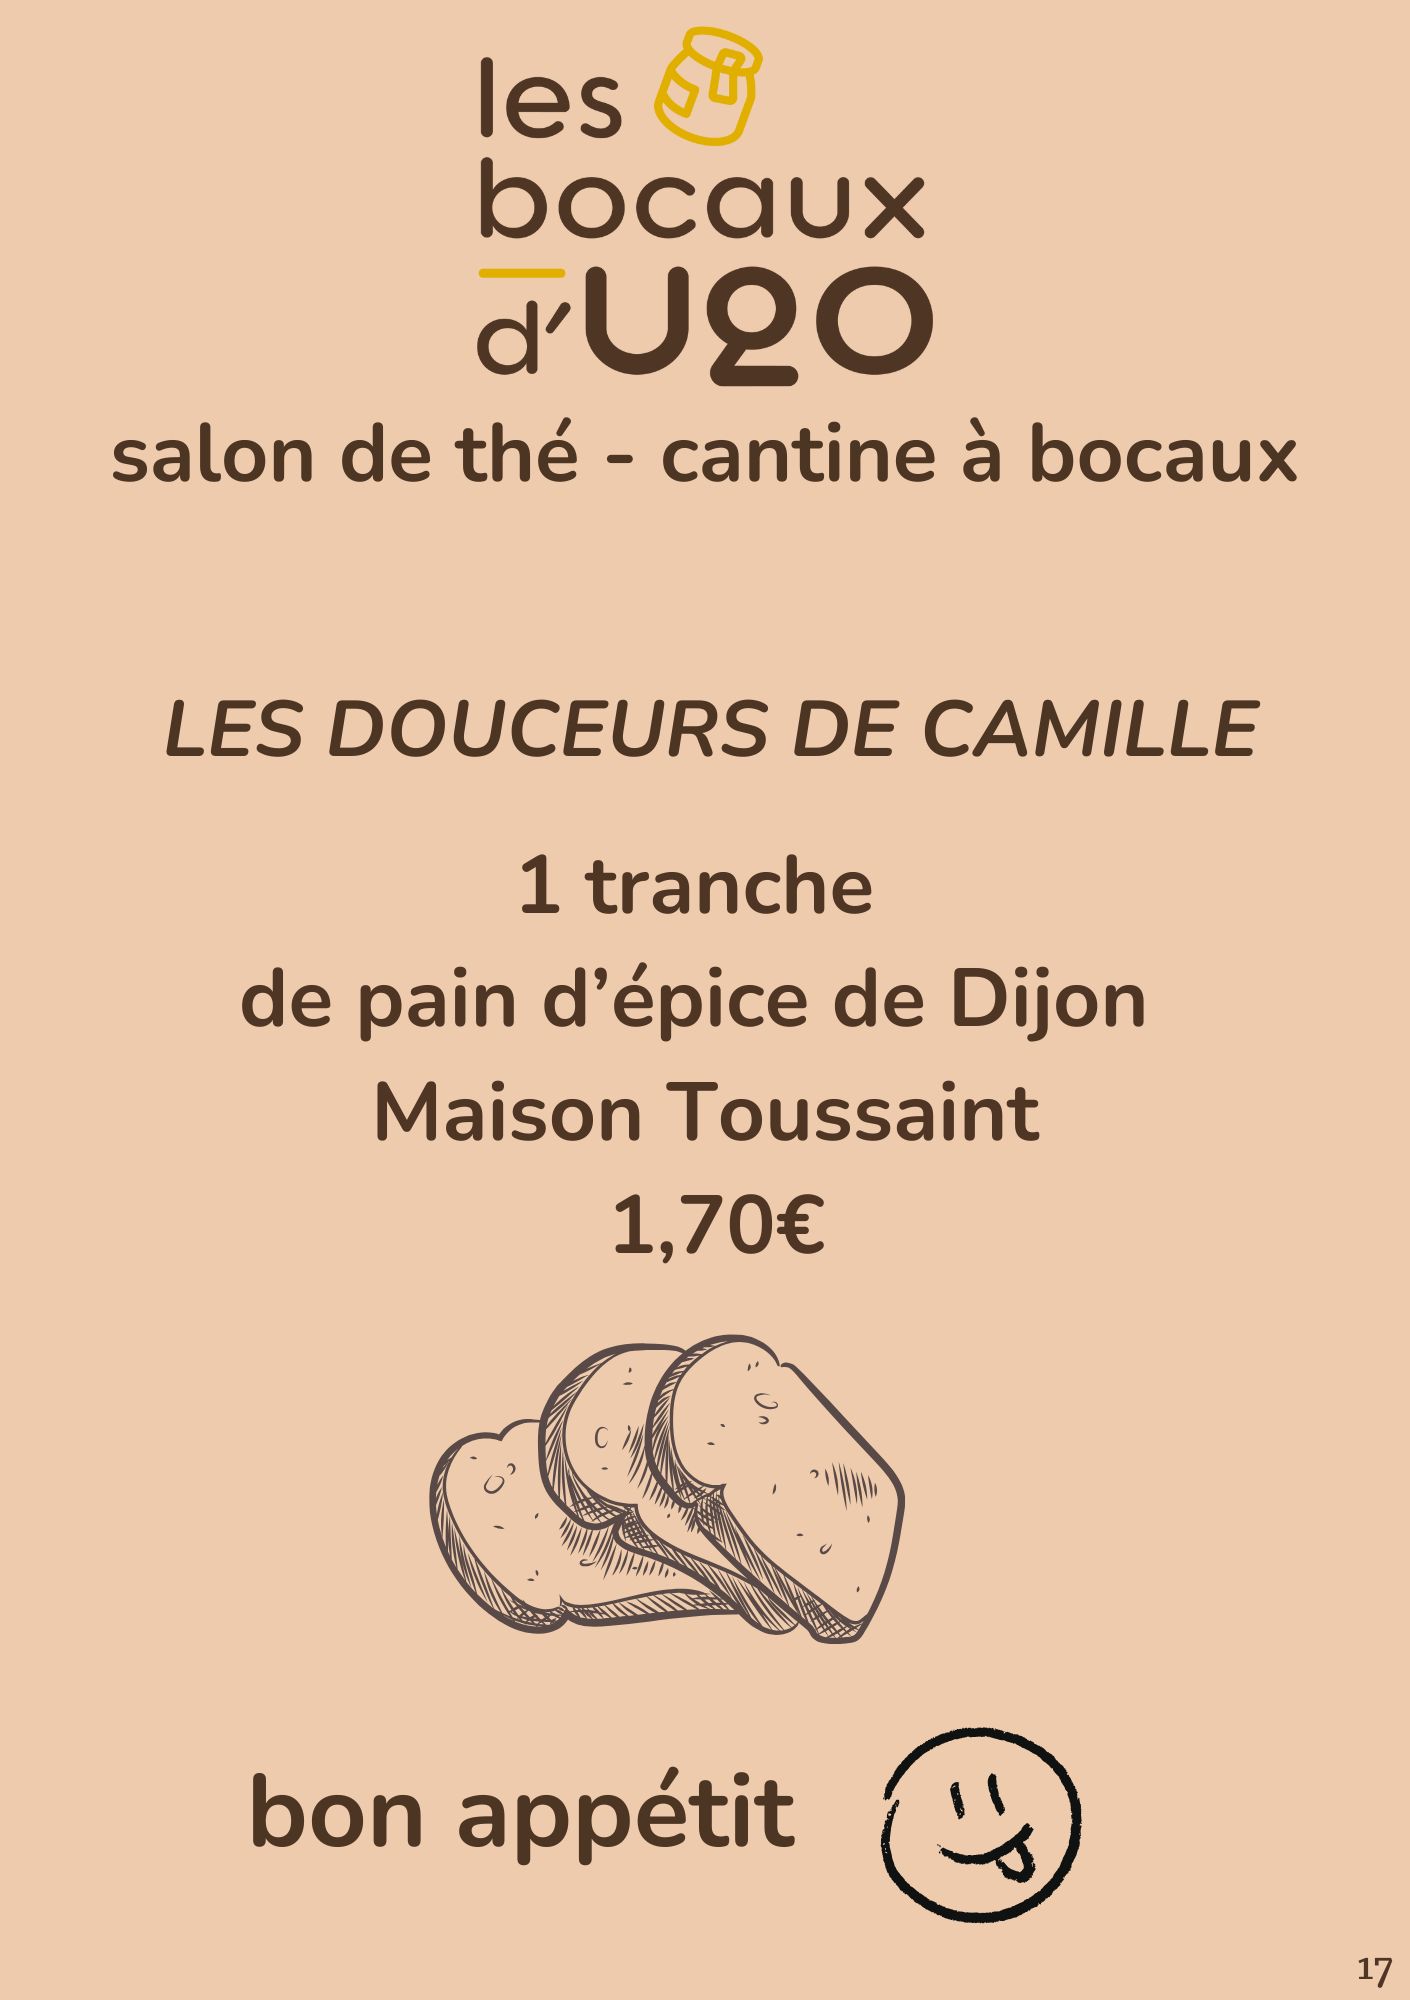 les
bocaux
d'ugo
salon de thé - cantine à bocaux
LES DOUCEURS DE CAMILLE
1 tranche
de pain d’épice de Dijon
Maison Toussaint
1,70€
bon appétit
17